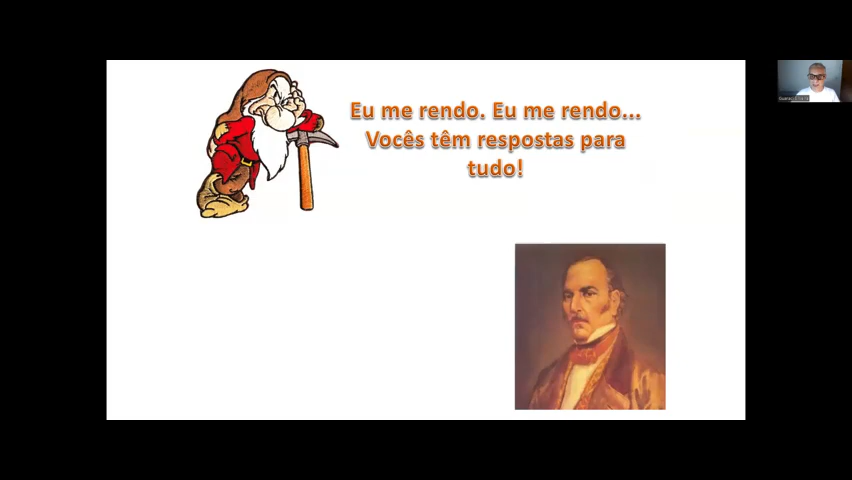 Eu me rendo. Eu me rendo...
Vocês têm respostas para
tudo!